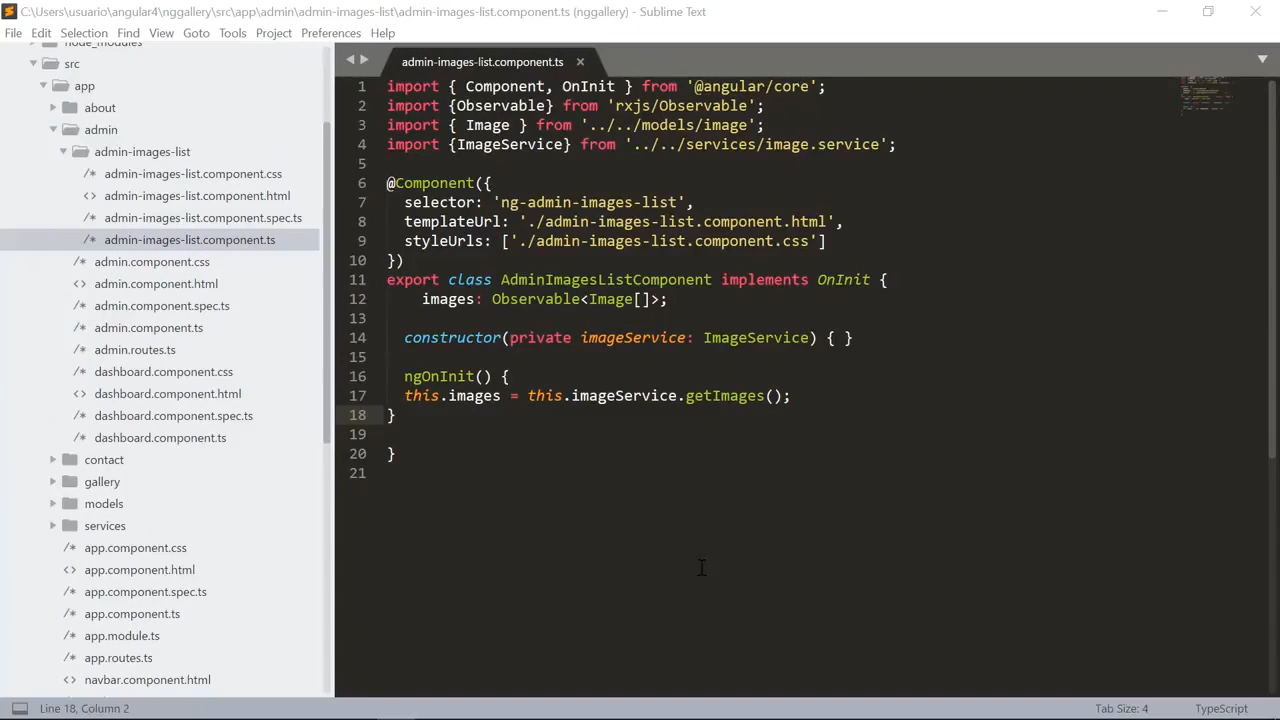 C:\Users\usuario\angular4\nggallery\src\app\admin\admin-images-list\admin-images-list.component.ts (nggallery) - Sublime Text
File Edit Selection Find View Goto Tools Project Preferences Help
node_modules
src
app
about
admin
admin-images-list
/* admin-images-list.component.css
<> admin-images-list.component.html
/* admin-images-list.component.spec.ts
/* admin-images-list.component.ts
/* admin.component.css
<> admin.component.html
/* admin.component.spec.ts
/* admin.component.ts
/* admin.routes.ts
/* dashboard.component.css
<> dashboard.component.html
/* dashboard.component.spec.ts
/* dashboard.component.ts
contact
gallery
models
services
/* app.component.css
<> app.component.html
/* app.component.spec.ts
/* app.component.ts
/* app.module.ts
/* app.routes.ts
<> navbar.component.html
admin-images-list.component.ts ×
1 import { Component, OnInit } from '@angular/core';
2 import {Observable} from 'rxjs/Observable';
3 import { Image } from '../../models/image';
4 import {ImageService} from '../../services/image.service';
5
6 @Component({
7 selector: 'ng-admin-images-list',
8 templateUrl: './admin-images-list.component.html',
9 styleUrls: ['./admin-images-list.component.css']
10 })
11 export class AdminImagesListComponent implements OnInit {
12 images: Observable<Image[]>;
13
14 constructor(private imageService: ImageService) { }
15
16 ngOnInit() {
17 this.images = this.imageService.getImages();
18 }
19
20 }
21
Line 18, Column 2 Tab Size: 4 TypeScript